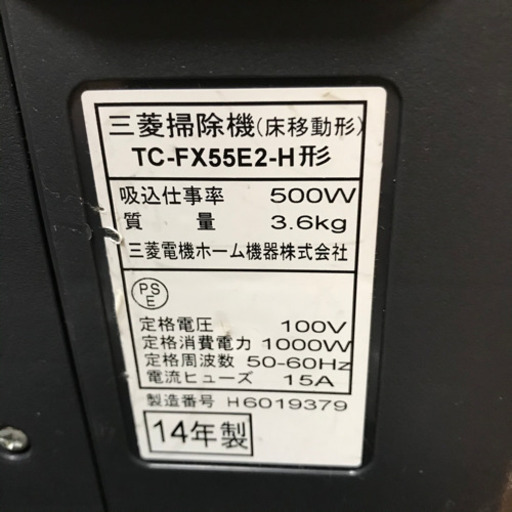 三菱掃除機(床移動形)
TC-FX55E2-H形
吸込仕事率 500W
質量 3.6kg
三菱電機ホーム機器株式会社
PS
E
定格電圧 100V
定格消費電力 1000W
定格周波数 50-60Hz
電流ヒューズ 15A
製造番号 H6019379
14年製